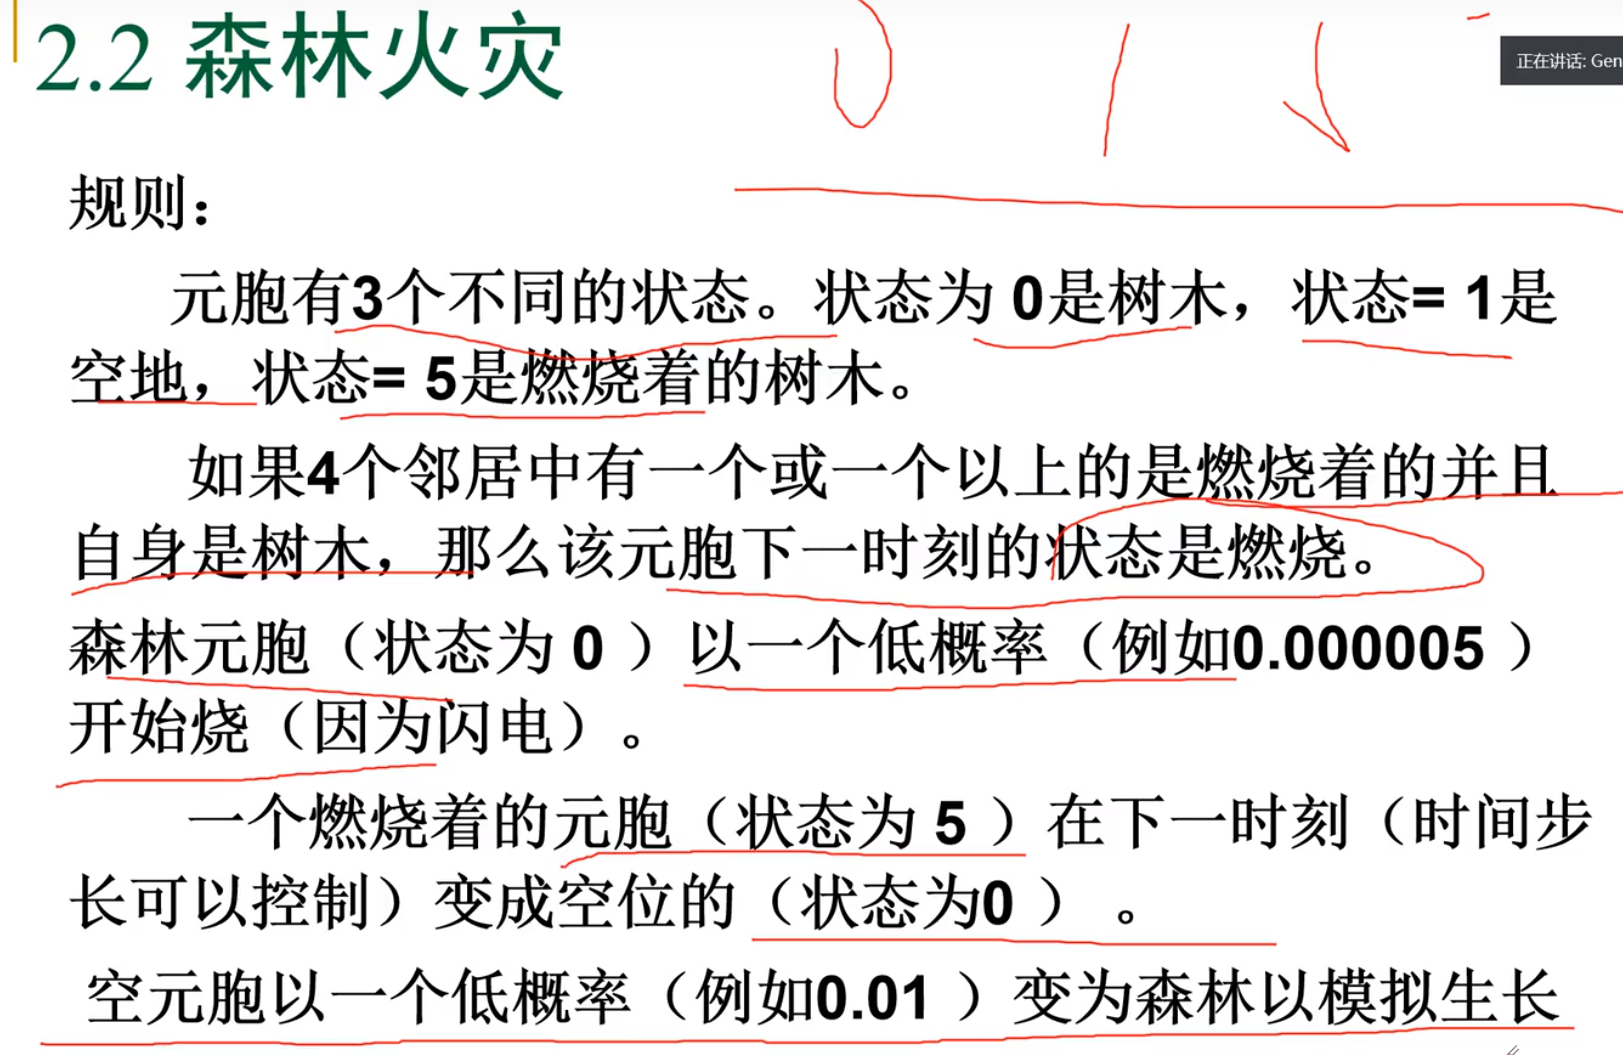 2.2 森林火灾
正在讲话: Gen
规则：
元胞有3个不同的状态。状态为 0是树木，状态= 1是
空地，状态= 5是燃烧着的树木。
如果4个邻居中有一个或一个以上的是燃烧着的并且
自身是树木，那么该元胞下一时刻的状态是燃烧。
森林元胞（状态为 0 ）以一个低概率（例如0.000005 ）
开始烧（因为闪电）。
一个燃烧着的元胞（状态为 5 ）在下一时刻（时间步
长可以控制）变成空位的（状态为0 ） 。
空元胞以一个低概率（例如0.01 ）变为森林以模拟生长